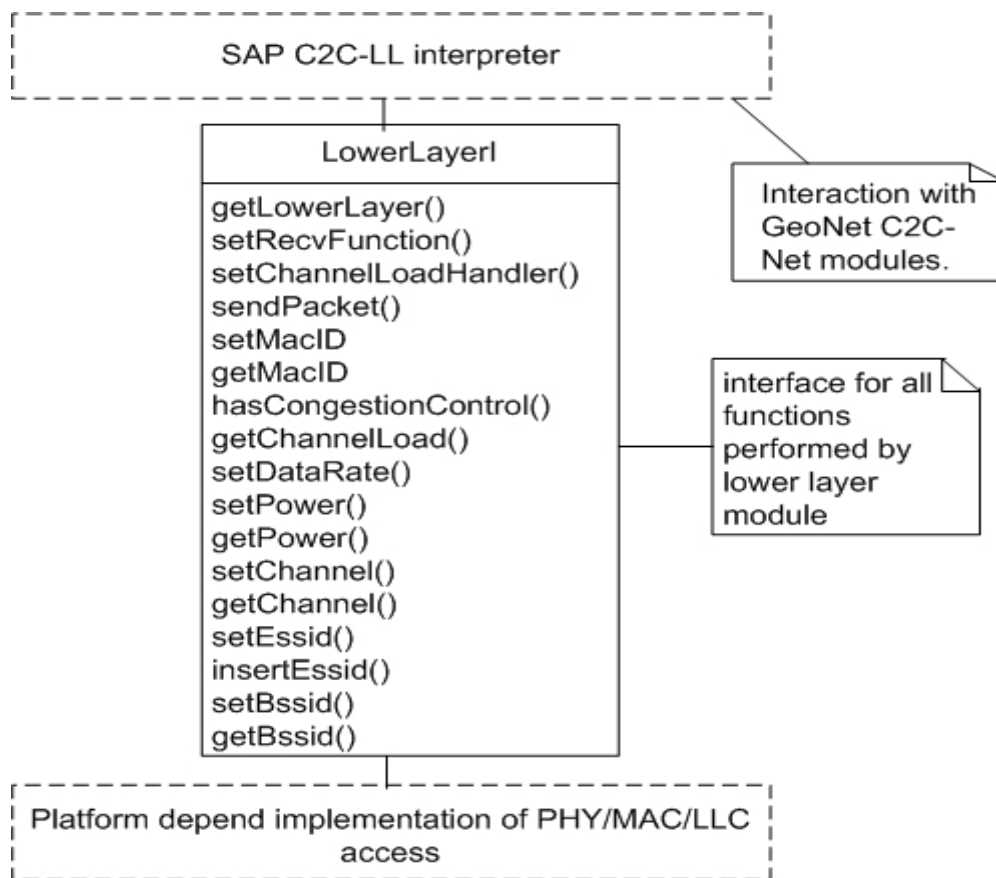 SAP C2C-LL interpreter
LowerLayerI
getLowerLayer()
setRecvFunction()
setChannelLoadHandler()
sendPacket()
setMacID
getMacID
hasCongestionControl()
getChannelLoad()
setDataRate()
setPower()
getPower()
setChannel()
getChannel()
setEssid()
insertEssid()
setBssid()
getBssid()
Interaction with
GeoNet C2C-
Net modules.
interface for all
functions
performed by
lower layer
module
Platform depend implementation of PHY/MAC/LLC
access